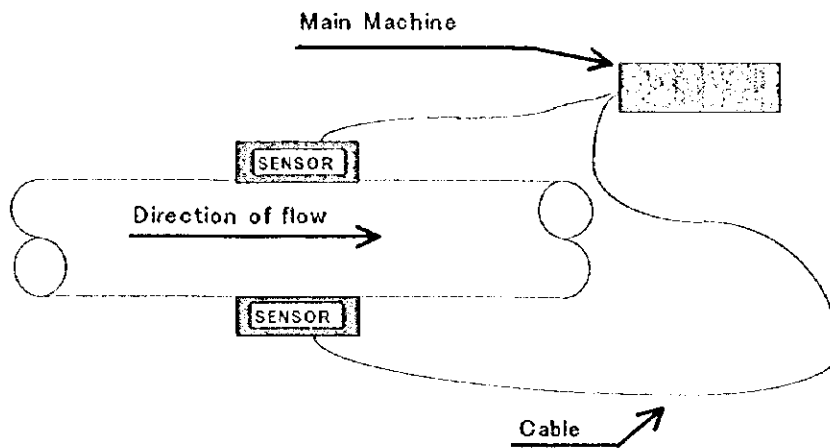 Main Machine
SENSOR
Direction of flow
SENSOR
Cable